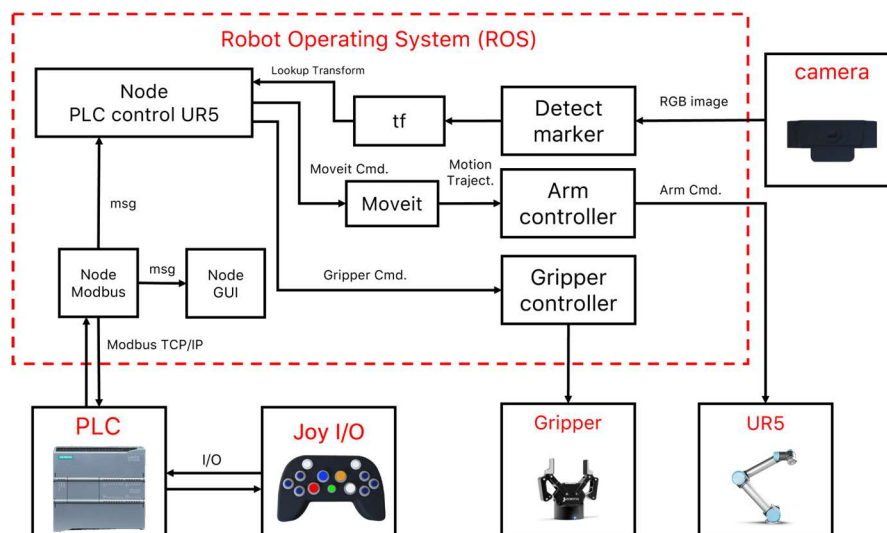 Robot Operating System (ROS)
Node
PLC control UR5
Lookup Transform
tf
Detect
marker
RGB image
camera
Moveit Cmd.
Moveit
Motion
Traject.
Arm
controller
Arm Cmd.
msg
Node
Modbus
msg
Node
GUI
Gripper Cmd.
Gripper
controller
Modbus TCP/IP
PLC
I/O
Joy I/O
Gripper
UR5